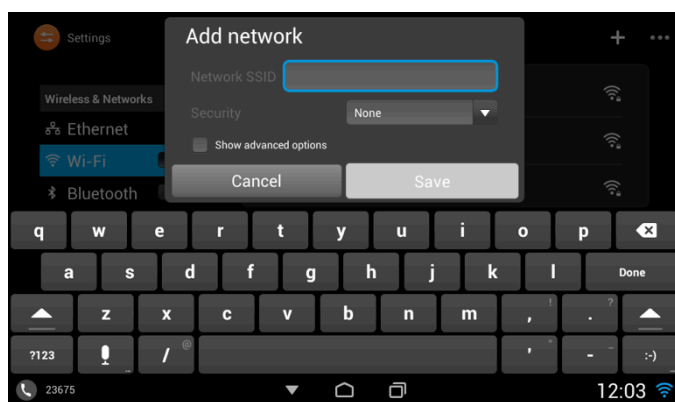 Settings
Add network
Network SSID
Wireless & Networks
Security
None
Ethernet
Show advanced options
Wi-Fi
Cancel
Save
Bluetooth
q w e r t y u i o p
a s d f g h j k l Done
z x c v b n m , ! . ?
?123 / @ ' " - _ :-)
23675
12:03